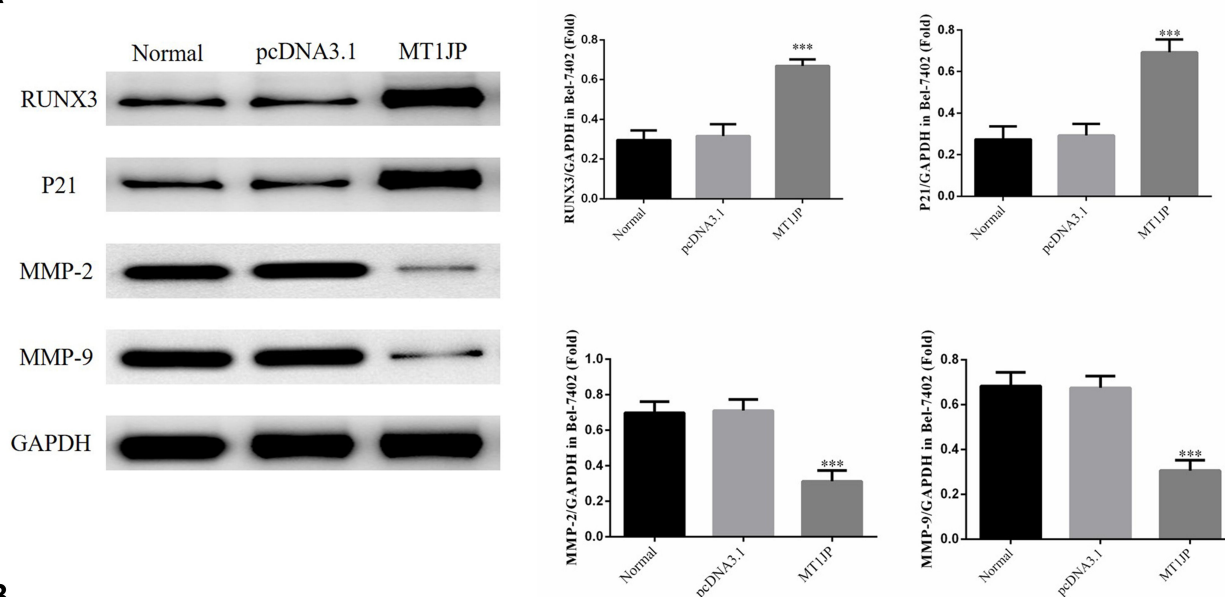 Normal pcDNA3.1 MT1JP
RUNX3
P21
MMP-2
MMP-9
GAPDH
RUNX3/GAPDH in Bel-7402 (Fold)
0.8
0.6
0.4
0.2
0.0
***
Normal
pcDNA3.1
MT1JP
P21/GAPDH in Bel-7402 (Fold)
0.8
0.6
0.4
0.2
0.0
***
Normal
pcDNA3.1
MT1JP
MMP-2/GAPDH in Bel-7402 (Fold)
1.0
0.8
0.6
0.4
0.2
0.0
***
Normal
pcDNA3.1
MT1JP
MMP-9/GAPDH in Bel-7402 (Fold)
0.8
0.6
0.4
0.2
0.0
***
Normal
pcDNA3.1
MT1JP